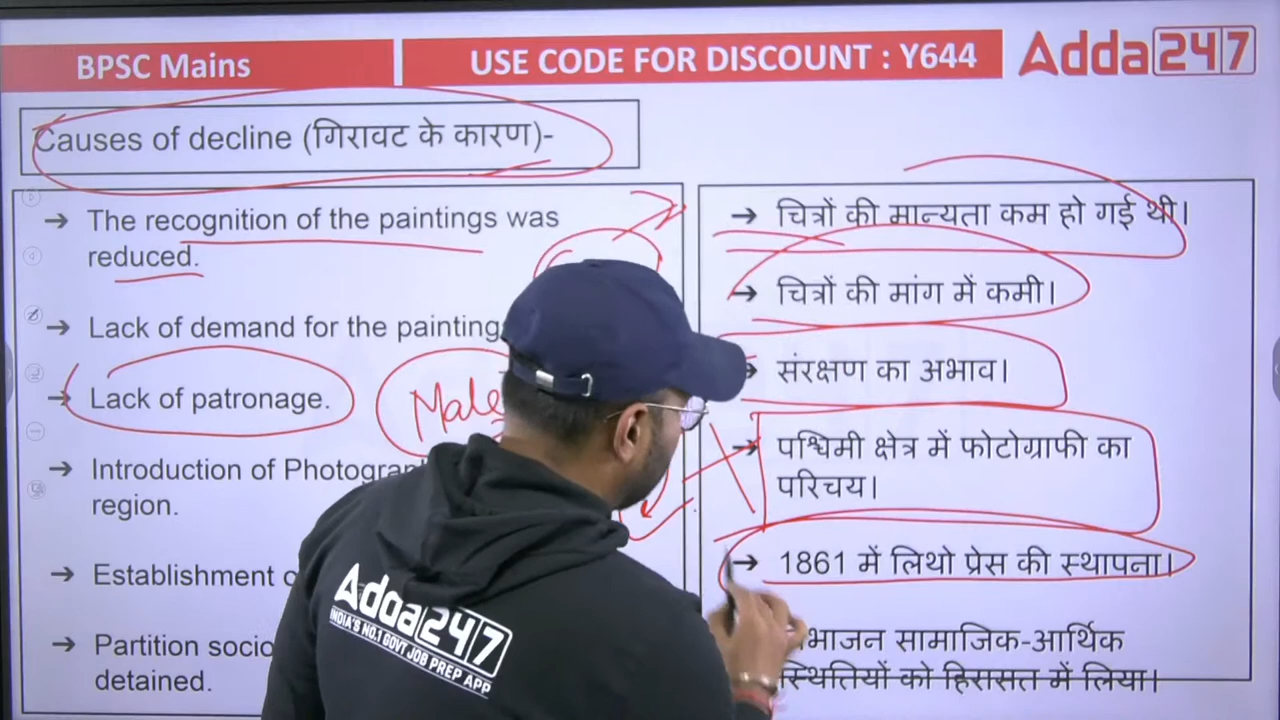 BPSC Mains
USE CODE FOR DISCOUNT : Y644
Adda247
Causes of decline (गिरावट के कारण)-
→ The recognition of the paintings was
reduced.
→ Lack of demand for the painting
→ Lack of patronage.
Male
→ Introduction of
region.
→ Establishment
→ Partition
detained.
→ चित्रों की मान्यता कम हो गई थी।
→ चित्रों की मांग में कमी।
संरक्षण का अभाव।
→ पश्चिमी क्षेत्र में फोटोग्राफी का
परिचय।
→ 1861 में लिथो प्रेस की स्थापना।
सामाजिक-आर्थिक
स्थितियों को हिरासत में लिया।
Adda247
INDIA'S NO.1 GOVT JOB PREP APP